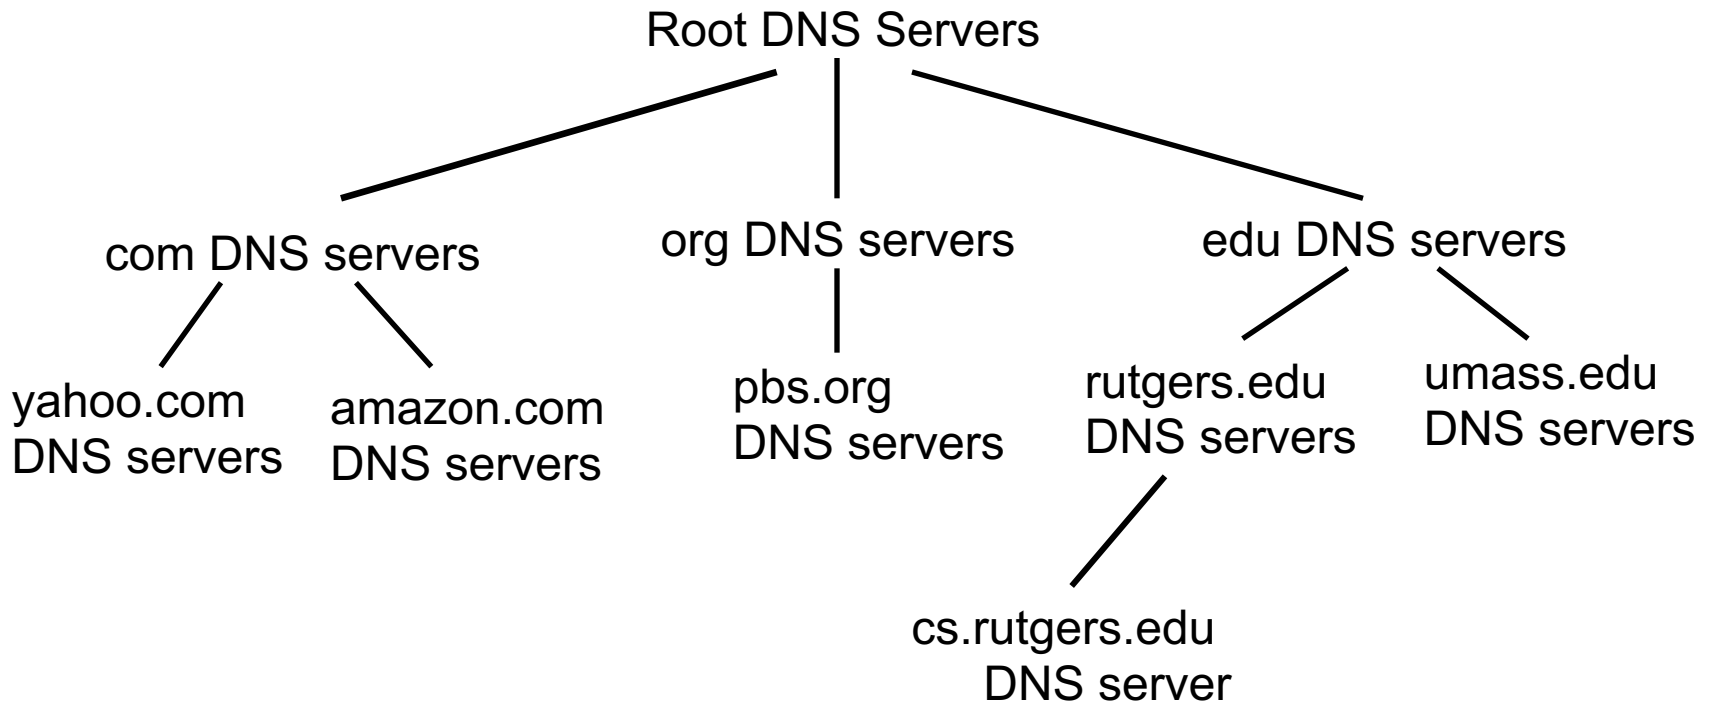 Root DNS Servers
com DNS servers
org DNS servers
edu DNS servers
yahoo.com
DNS servers
amazon.com
DNS servers
pbs.org
DNS servers
rutgers.edu
DNS servers
umass.edu
DNS servers
cs.rutgers.edu
DNS server